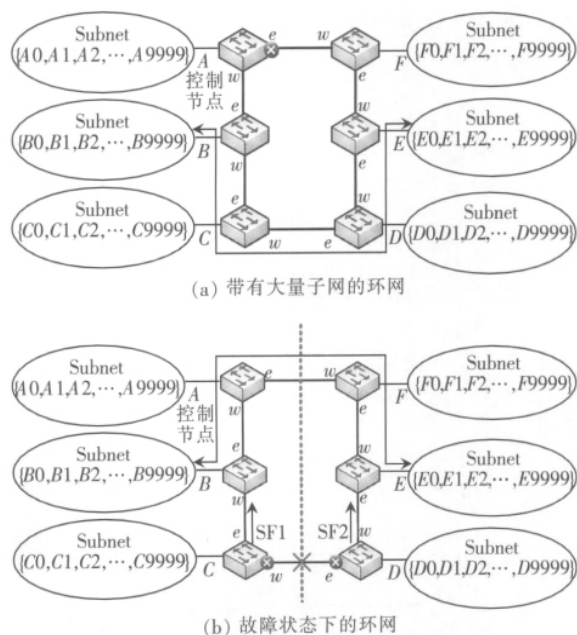 Subnet
{A0,A1,A2,⋯,A9999}
A
控制
节点
e
w
w
Subnet
{F0,F1,F2,⋯,F9999}
F
e
Subnet
{B0,B1,B2,⋯,B9999}
B
e
w
w
e
E
Subnet
{E0,E1,E2,⋯,E9999}
Subnet
{C0,C1,C2,⋯,C9999}
C
e
w
w
e
D
Subnet
{D0,D1,D2,⋯,D9999}
(a) 带有大量子网的环网
Subnet
{A0,A1,A2,⋯,A9999}
A
控制
节点
e
w
w
e
F
Subnet
{F0,F1,F2,⋯,F9999}
Subnet
{B0,B1,B2,⋯,B9999}
B
e
w
w
e
E
Subnet
{E0,E1,E2,⋯,E9999}
SF1
SF2
Subnet
{C0,C1,C2,⋯,C9999}
C
e
w
w
e
D
Subnet
{D0,D1,D2,⋯,D9999}
(b) 故障状态下的环网